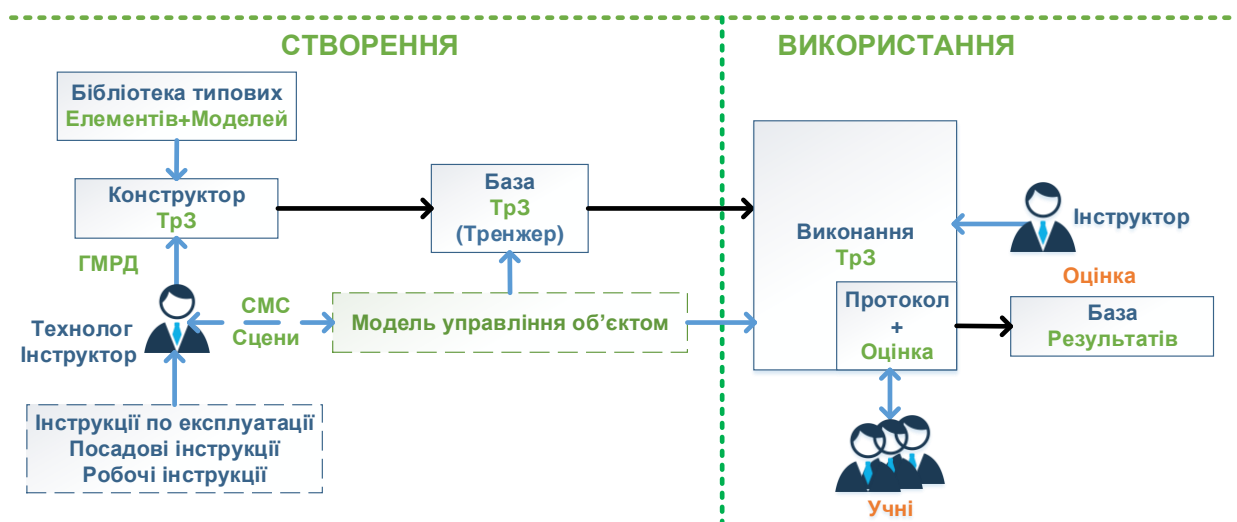 СТВОРЕННЯ
ВИКОРИСТАННЯ
Бібліотека типових
Елементів+Моделей
Конструктор
ТрЗ
База
ТрЗ
(Тренжер)
ГМРД
Технолог
Інструктор
СМС
Сцени
Модель управління об’єктом
Інструкції по експлуатації
Посадові інструкції
Робочі інструкції
Виконання
ТрЗ
Протокол
+
Оцінка
Інструктор
Оцінка
База
Результатів
Учні